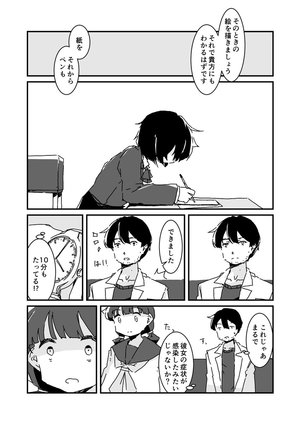 そのときの
絵を描きましょう
それで貴方にも
わかるはずです
それから
ペンも
紙を
できました
はい!!
10分も
たってる!?
これじゃあ
まるで
彼女の症状が
感染したみたい
じゃないか?